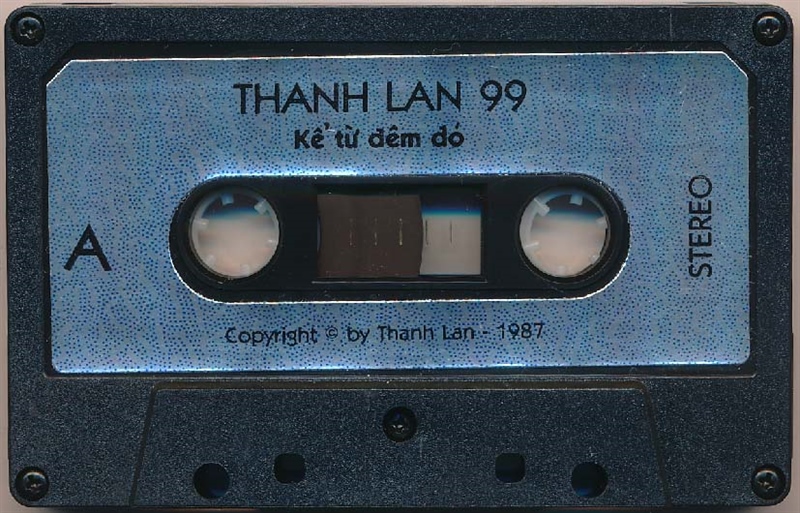 THANH LAN 99
Kể từ đêm đó
A
STEREO
Copyright © by Thanh Lan - 1987